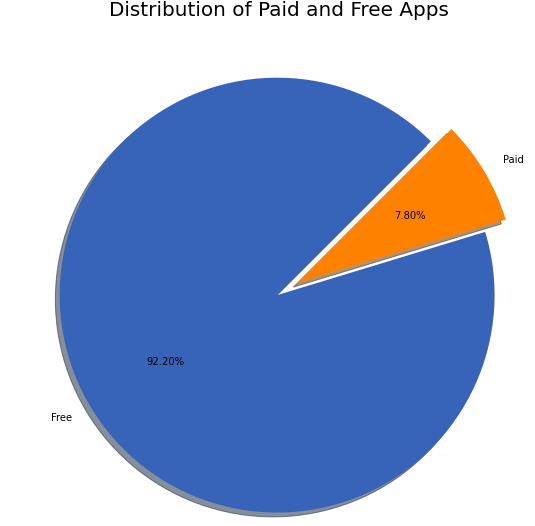 Distribution of Paid and Free Apps
Paid
7.80%
92.20%
Free